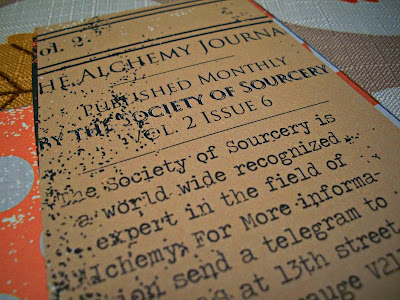 ol. 2
HE ALCHEMY JOURNA
PUBLISHED MONTHLY
BY THE SOCIETY OF SOURCERY
VOL. 2 ISSUE 6
The Society of Sourcery is
a world wide recognized
expert in the field of
Alchemy. For More informa-
ion send a telegram to
at 13th street